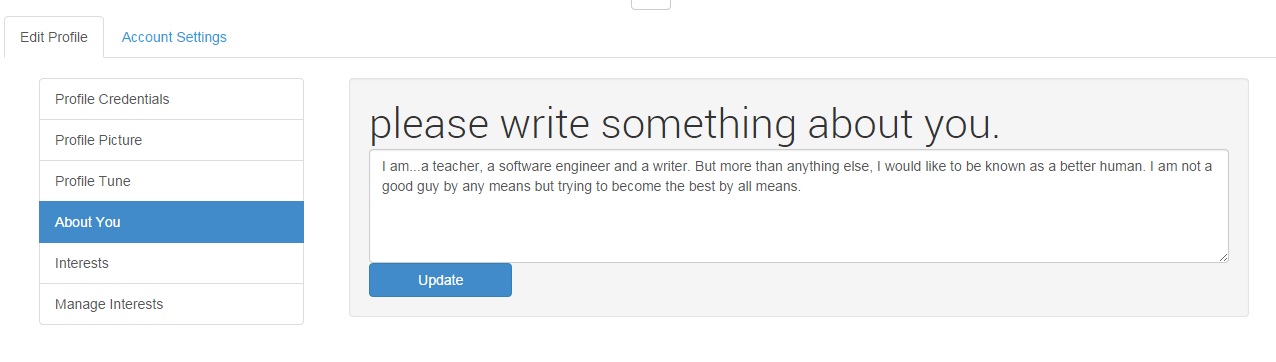 Edit Profile
Account Settings
Profile Credentials
Profile Picture
Profile Tune
About You
Interests
Manage Interests
please write something about you.
I am...a teacher, a software engineer and a writer. But more than anything else, I would like to be known as a better human. I am not a
good guy by any means but trying to become the best by all means.
Update